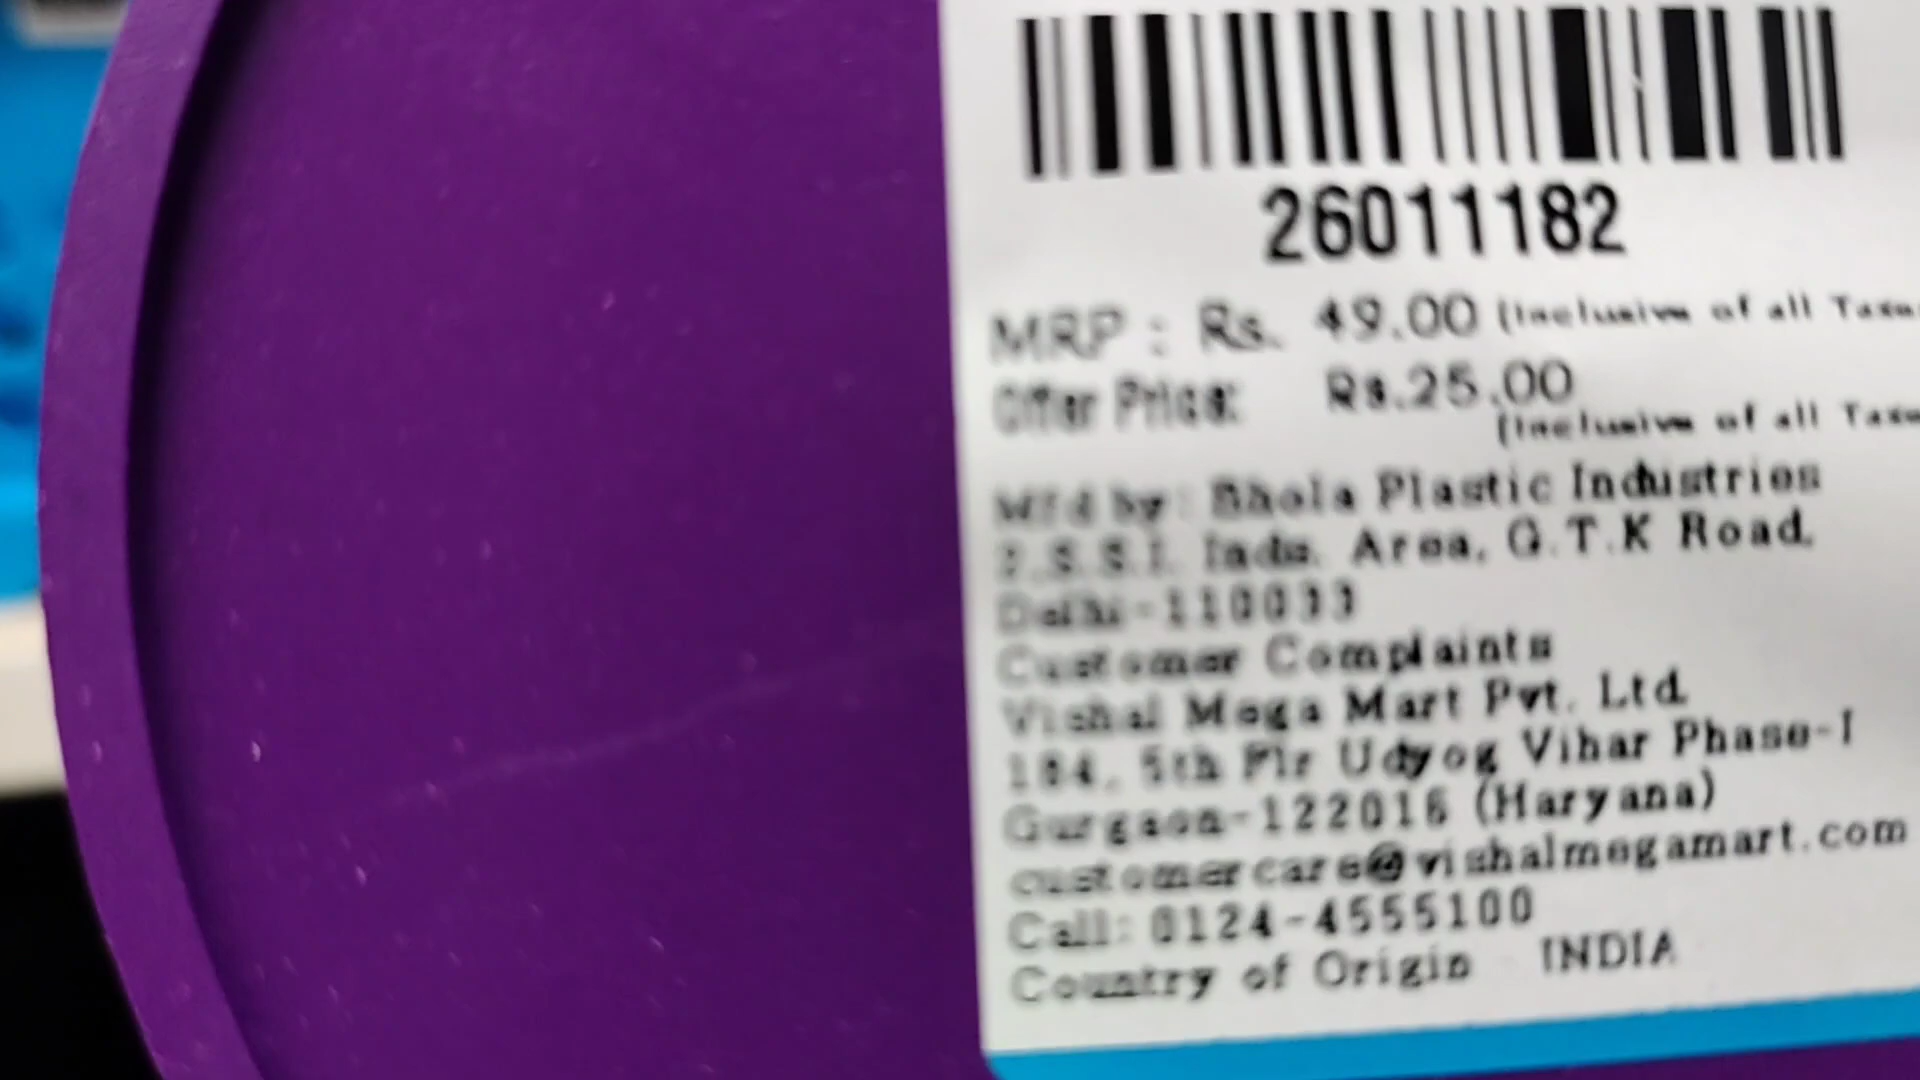 26011182
MRP : Rs. 49.00 (Inclusive of all Taxe
Offer Price: Rs.25.00
(Inclusive of all Taxe
Mfd by: Bhola Plastic Industries
S.S.I. Indu. Area, G.T.K Road,
Delhi-110033
Customer Complaints
Vishal Mega Mart Pvt. Ltd.
184, 5th Flr Udyog Vihar Phase-I
Gurgaon-122016 (Haryana)
customercare@vishalmegamart.com
Call: 0124-4555100
Country of Origin INDIA